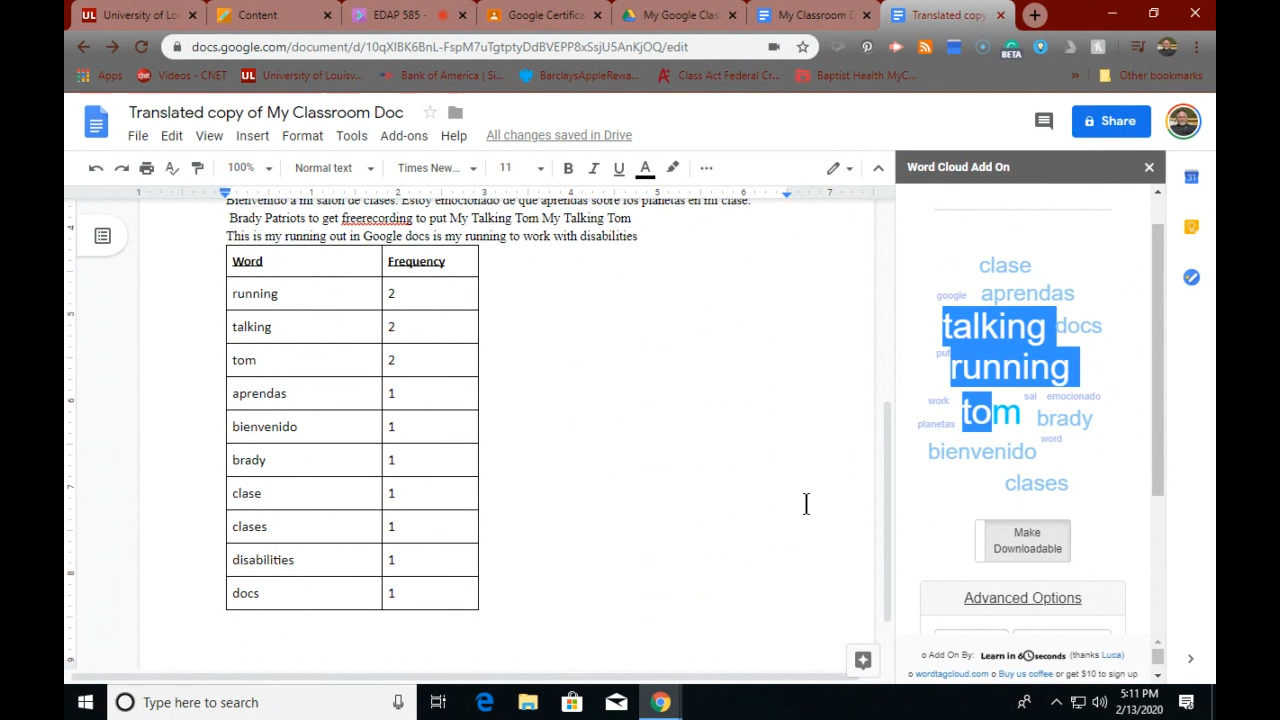 University of Lo
Content
EDAP 585 -
Google Certifica
My Google Clas
My Classroom D
Translated copy
docs.google.com/document/d/10qXIBK6BnL-FspM7uTgtptyDdBVEPP8xSsjU5AnKjOQ/edit
BETA
Apps
Videos - CNET
University of Louisv...
Bank of America | Si...
BarclaysAppleRewa...
Class Act Federal Cr...
Baptist Health MyC...
Other bookmarks
Translated copy of My Classroom Doc
File Edit View Insert Format Tools Add-ons Help All changes saved in Drive
Share
100% Normal text Times New... 11
Word Cloud Add On
Bienvenido a mi salón de clases. Estoy emocionado de que aprendas sobre los planetas en mi clase.
Brady Patriots to get freerecording to put My Talking Tom My Talking Tom
This is my running out in Google docs is my running to work with disabilities
Word Frequency
running 2
talking 2
tom 2
aprendas 1
bienvenido 1
brady 1
clase 1
clases 1
disabilities 1
docs 1
clase
google aprendas
talking docs
put running
work tom sal emocionado
planetas brady
bienvenido word
clases
Make
Downloadable
Advanced Options
Add On By: Learn in 60 seconds (thanks Luca)
wordtagcloud.com Buy us coffee or get $10 to sign up
Type here to search
5:11 PM
2/13/2020